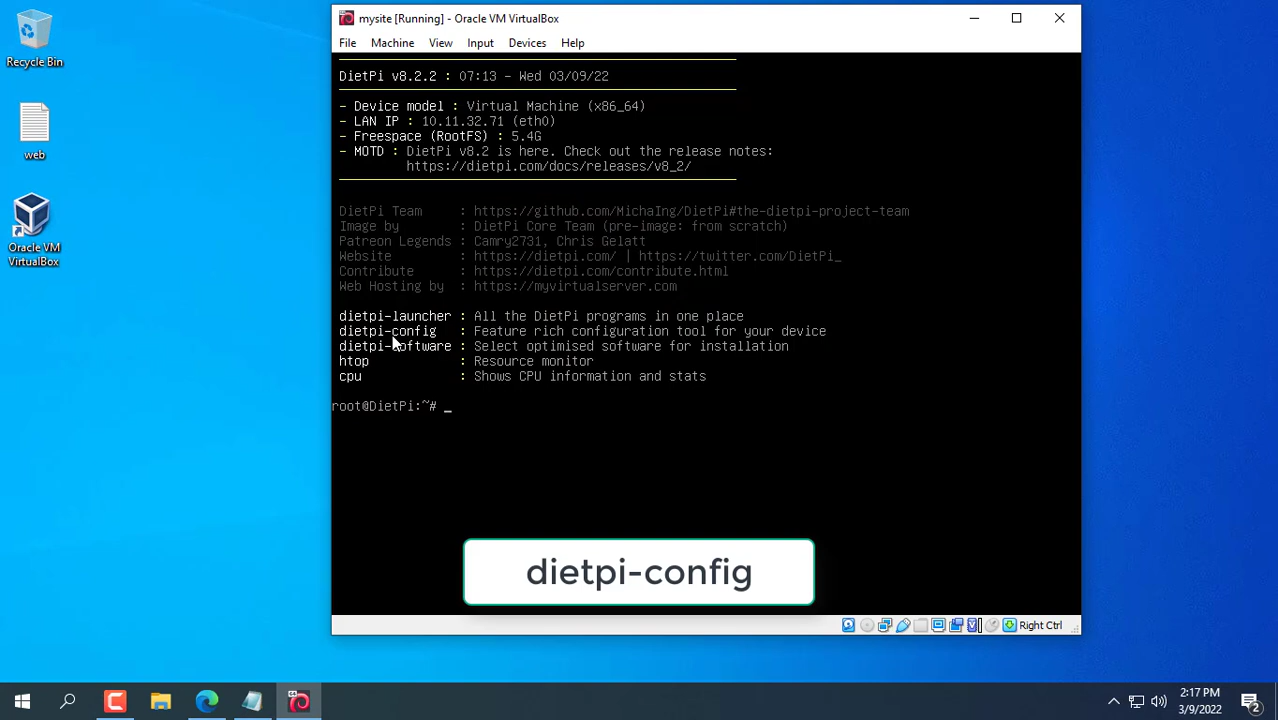 Recycle Bin
web
Oracle VM
VirtualBox
mysite [Running] - Oracle VM VirtualBox
File Machine View Input Devices Help
DietPi v8.2.2 : 07:13 - Wed 03/09/22
- Device model : Virtual Machine (x86_64)
- LAN IP : 10.11.32.71 (eth0)
- Freespace (RootFS) : 5.4G
- MOTD : DietPi v8.2 is here. Check out the release notes:
https://dietpi.com/docs/releases/v8_2/
DietPi Team : https://github.com/MichaIng/DietPi#the-dietpi-project-team
Image by : DietPi Core Team (pre-image: from scratch)
Patreon Legends : Camry2731, Chris Gelatt
Website : https://dietpi.com/ | https://twitter.com/DietPi_
Contribute : https://dietpi.com/contribute.html
Web Hosting by : https://myvirtualserver.com
dietpi-launcher : All the DietPi programs in one place
dietpi-config : Feature rich configuration tool for your device
dietpi-software : Select optimised software for installation
htop : Resource monitor
cpu : Shows CPU information and stats
root@DietPi:~# _
dietpi-config
Right Ctrl
2:17 PM
3/9/2022
2